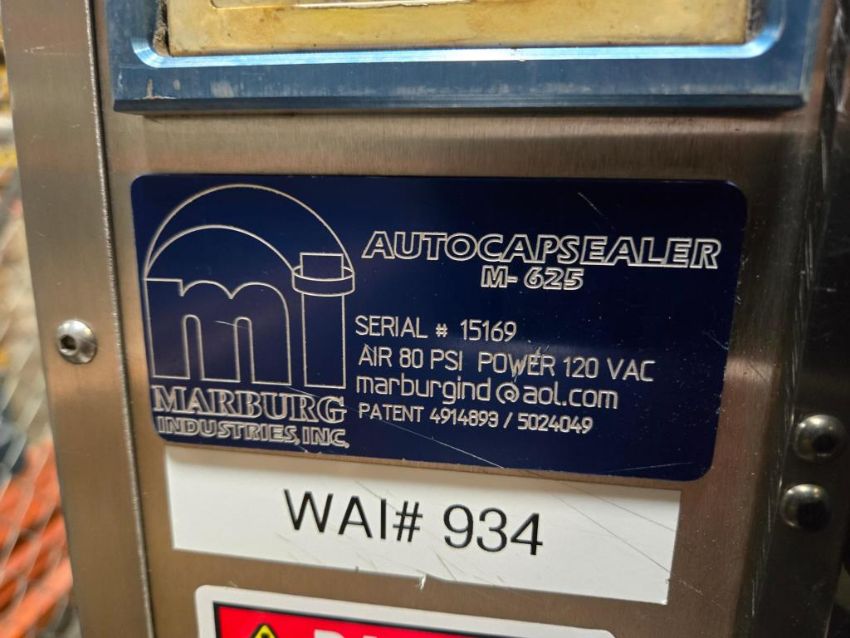 AUTOCAPSEALER
M-625
SERIAL # 15169
AIR 80 PSI POWER 120 VAC
marburgind@aol.com
PATENT 4914893 / 5024049
mi
MARBURG
INDUSTRIES, INC.
WAI# 934